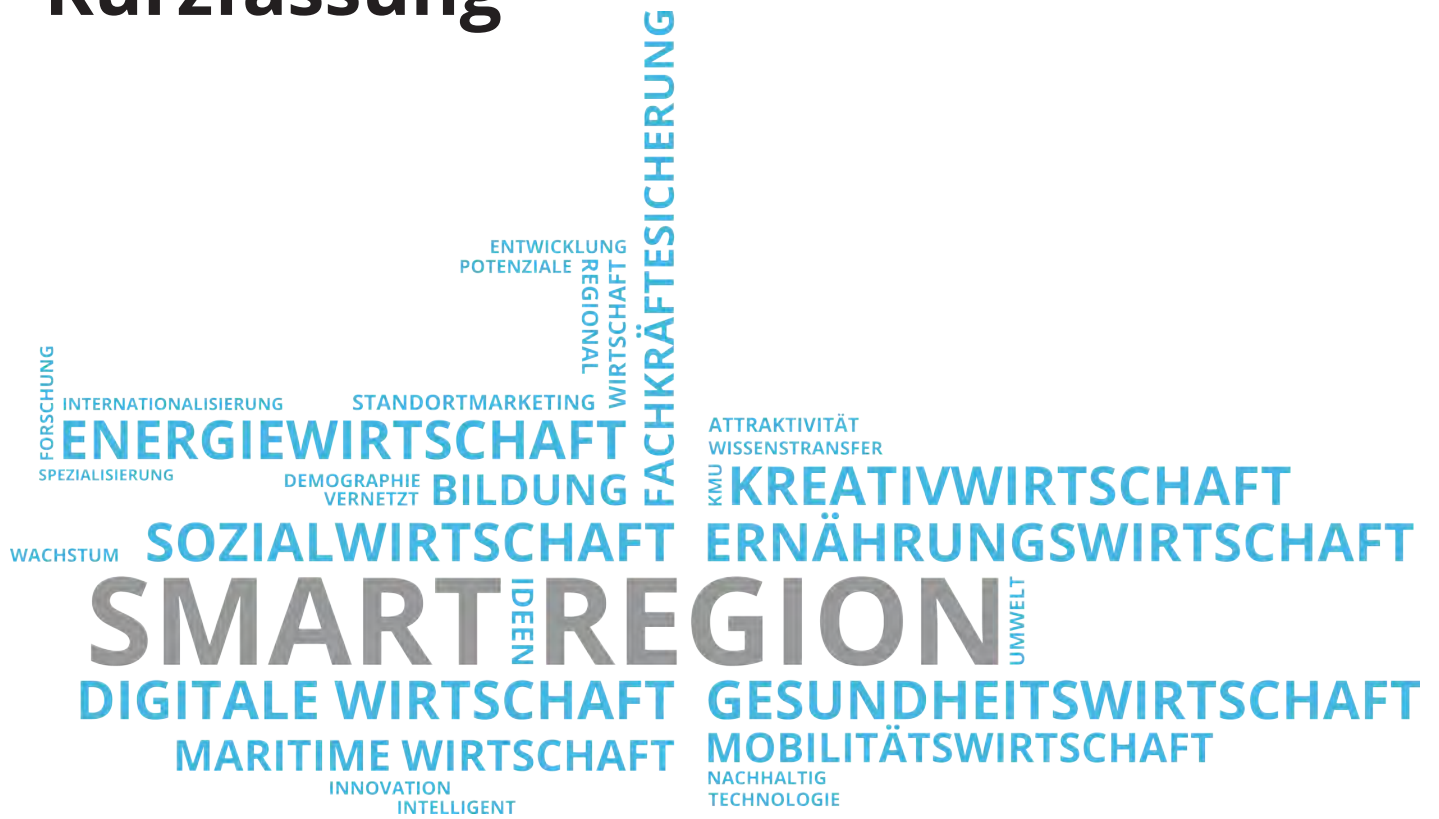 Kurzfassung
FACHKRÄFTESICHERUNG
ENTWICKLUNG
POTENZIALE
REGIONAL
WIRTSCHAFT
FORSCHUNG
INTERNATIONALISIERUNG
STANDORTMARKETING
ENERGIEWIRTSCHAFT
ATTRAKTIVITÄT
WISSENSTRANSFER
SPEZIALISIERUNG
DEMOGRAPHIE
VERNETZT
BILDUNG
KMU
KREATIVWIRTSCHAFT
WACHSTUM
SOZIALWIRTSCHAFT
ERNÄHRUNGSWIRTSCHAFT
SMART
IDEEN
REGION
UMWELT
DIGITALE WIRTSCHAFT
GESUNDHEITSWIRTSCHAFT
MARITIME WIRTSCHAFT
MOBILITÄTSWIRTSCHAFT
INNOVATION
INTELLIGENT
NACHHALTIG
TECHNOLOGIE